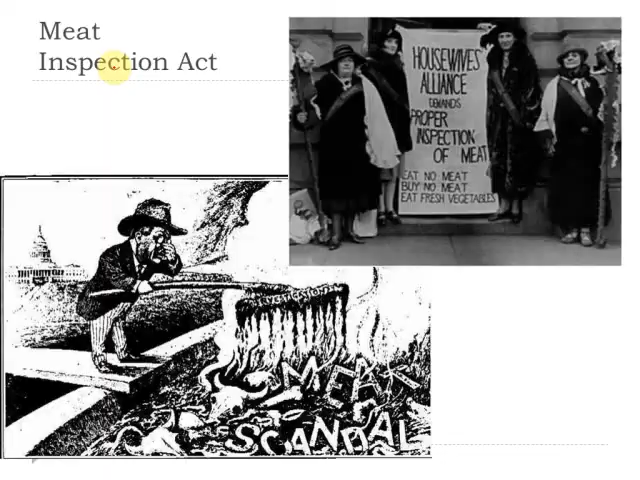 Meat
Inspection Act
HOUSEWIVES
ALLIANCE
DEMANDS
PROPER
INSPECTION
OF MEAT
EAT NO MEAT
BUY NO MEAT
EAT FRESH VEGETABLES
MEAT
SCANDAL